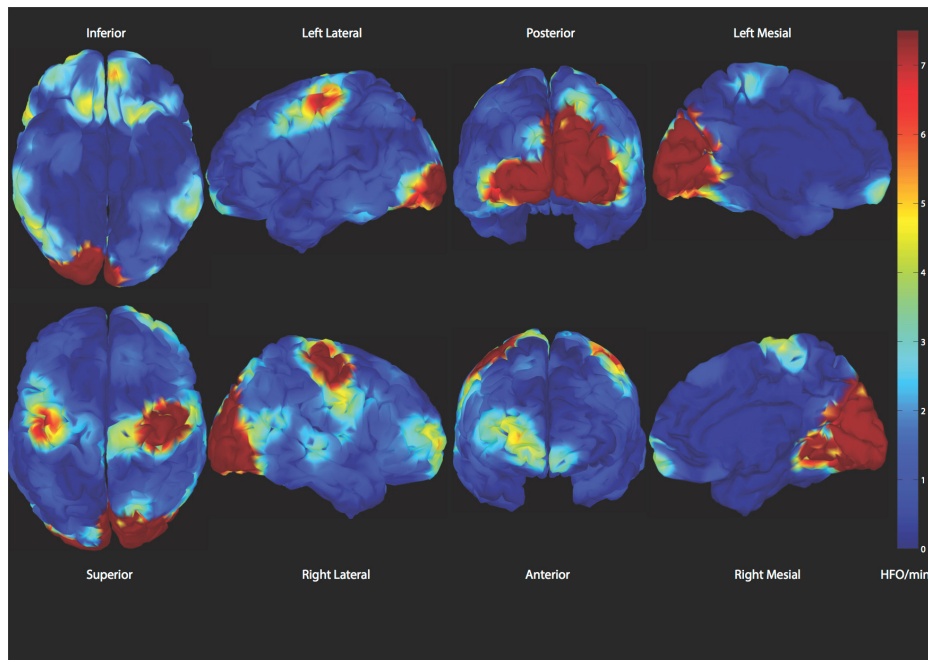 Inferior
Left Lateral
Posterior
Left Mesial
7
6
5
4
3
2
1
0
Superior
Right Lateral
Anterior
Right Mesial
HFO/min